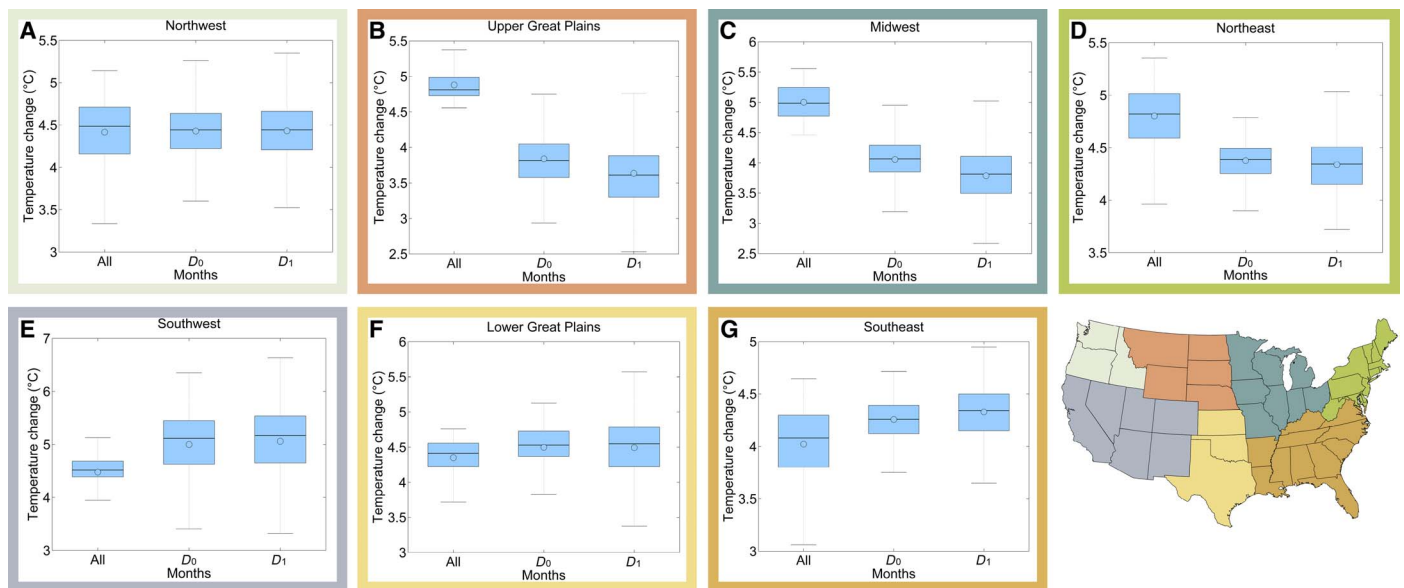 A
Northwest
5.5
5
4.5
4
3.5
3
Temperature change (°C)
All
D₀
D₁
Months
B
Upper Great Plains
5.5
5
4.5
4
3.5
3
2.5
Temperature change (°C)
All
D₀
D₁
Months
C
Midwest
6
5.5
5
4.5
4
3.5
3
2.5
Temperature change (°C)
All
D₀
D₁
Months
D
Northeast
5.5
5
4.5
4
3.5
Temperature change (°C)
All
D₀
D₁
Months
E
Southwest
7
6
5
4
3
Temperature change (°C)
All
D₀
D₁
Months
F
Lower Great Plains
6
5.5
5
4.5
4
3.5
3
Temperature change (°C)
All
D₀
D₁
Months
G
Southeast
5
4.5
4
3.5
3
Temperature change (°C)
All
D₀
D₁
Months